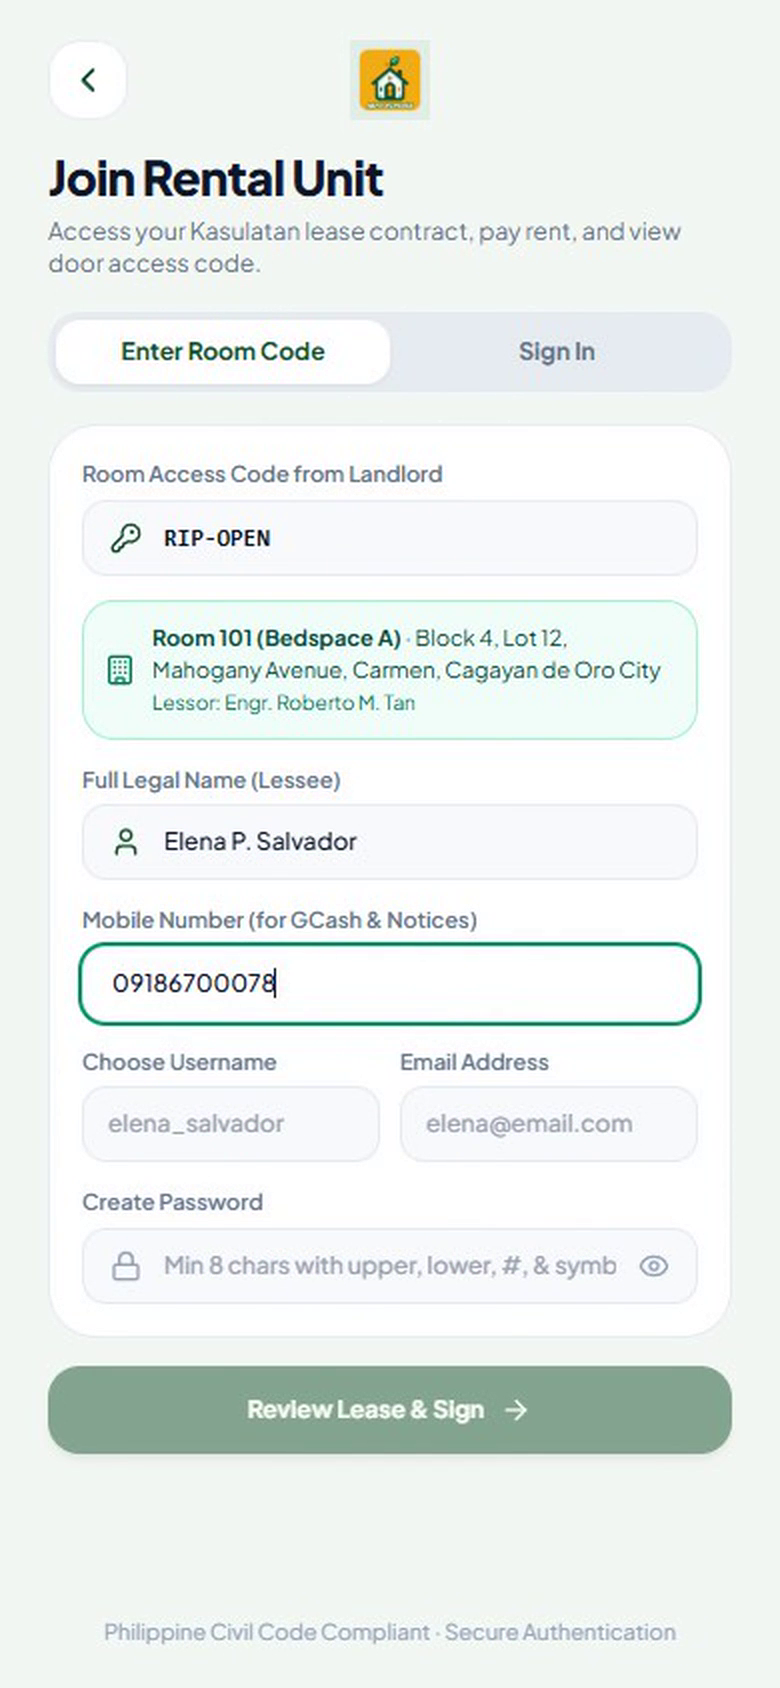 Join Rental Unit
Access your Kasulatan lease contract, pay rent, and view
door access code.
Enter Room Code
Sign In
Room Access Code from Landlord
RIP-OPEN
Room 101 (Bedspace A) · Block 4, Lot 12,
Mahogany Avenue, Carmen, Cagayan de Oro City
Lessor: Engr. Roberto M. Tan
Full Legal Name (Lessee)
Elena P. Salvador
Mobile Number (for GCash & Notices)
09186700078
Choose Username
Email Address
elena_salvador
elena@email.com
Create Password
Min 8 chars with upper, lower, #, & symb
Review Lease & Sign →
Philippine Civil Code Compliant · Secure Authentication